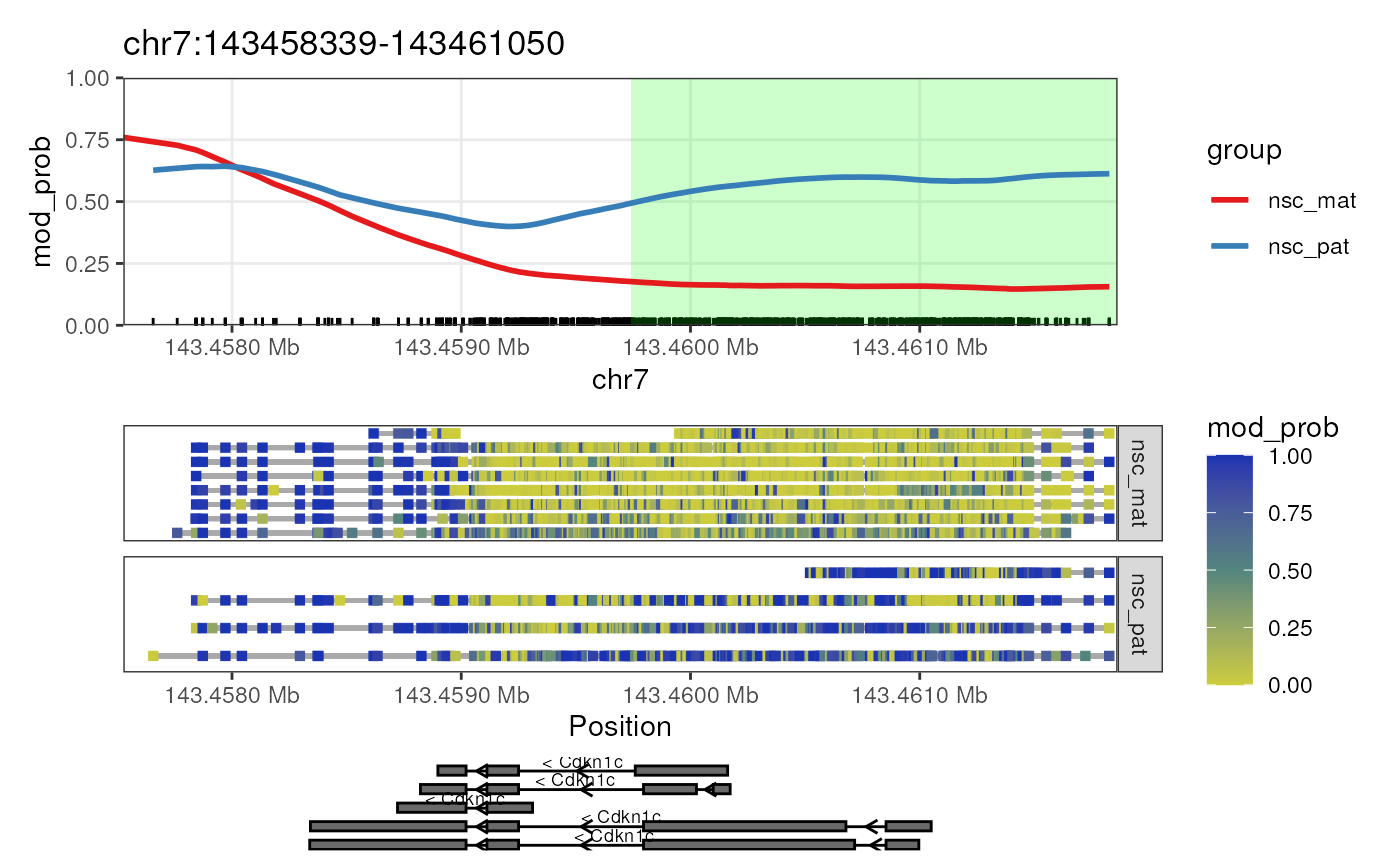 chr7:143458339-143461050
1.00
0.75
0.50
0.25
0.00
mod_prob
143.4580 Mb 143.4590 Mb 143.4600 Mb 143.4610 Mb
chr7
group
nsc_mat
nsc_pat
nsc_mat
nsc_pat
143.4580 Mb 143.4590 Mb 143.4600 Mb 143.4610 Mb
Position
mod_prob
1.00
0.75
0.50
0.25
0.00
< Cdkn1c
< Cdkn1c
< Cdkn1c
< Cdkn1c
< Cdkn1c